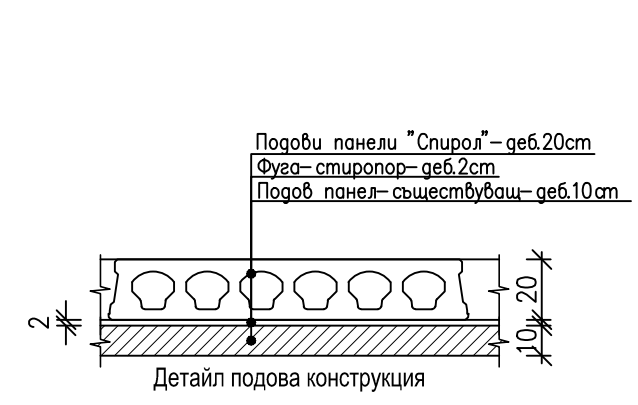 Подови панели "Спирол"–деб.20cm
Фуга–стиропор–деб.2cm
Подов панел–съществуващ–деб.10cm
20
2
10
Детайл подова конструкция